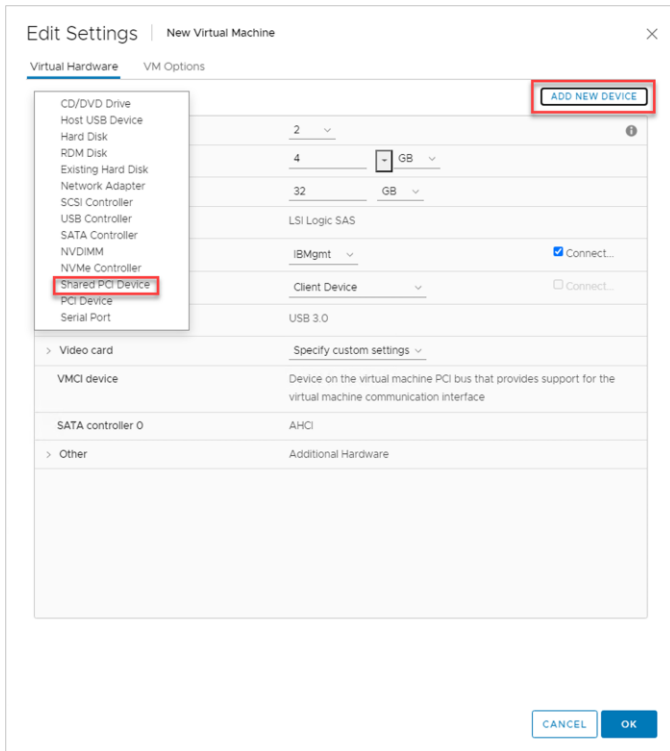 Edit Settings | New Virtual Machine
Virtual Hardware VM Options
ADD NEW DEVICE
CD/DVD Drive
Host USB Device
Hard Disk
RDM Disk
Existing Hard Disk
Network Adapter
SCSI Controller
USB Controller
SATA Controller
NVDIMM
NVMe Controller
Shared PCI Device
PCI Device
Serial Port
2
4 GB
32 GB
LSI Logic SAS
IBMgmt Connect...
Client Device Connect...
USB 3.0
> Video card Specify custom settings
VMCI device Device on the virtual machine PCI bus that provides support for the
virtual machine communication interface
SATA controller 0 AHCI
> Other Additional Hardware
CANCEL OK